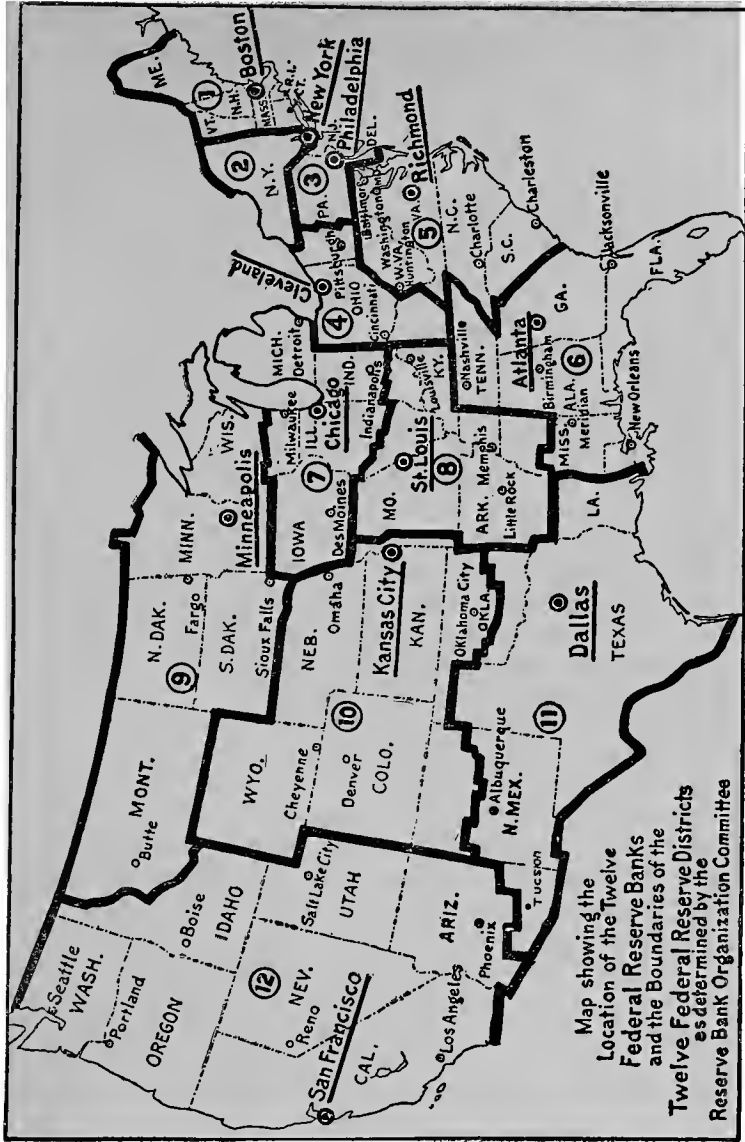 Seattle
WASH.
Portland
OREGON
Boise
IDAHO
MONT.
Butte
N. DAK.
Fargo
9
S. DAK.
Sioux Falls
MINN.
Minneapolis
WIS.
MICH.
Detroit
Milwaukee
ILL.
Chicago
7
IND.
Indianapolis
IOWA
Des Moines
WYO.
Cheyenne
NEB.
Omaha
10
Denver
COLO.
Kansas City
KAN.
12
NEV.
Reno
San Francisco
CAL.
Los Angeles
Salt Lake City
UTAH
ARIZ.
Phoenix
Tucsion
Albuquerque
N. MEX.
11
Oklahoma City
OKLA.
Dallas
TEXAS
MO.
St. Louis
8
ARK.
Memphis
Little Rock
LA.
Louisville
KY.
Nashville
TENN.
Cleveland
4
OHIO
Pittsburgh
Cincinnati
ME.
1
VT.
N.H.
MASS.
Boston
R.I.
CT.
2
N.Y.
New York
3
PA.
N.J.
Philadelphia
DEL.
Baltimore
Washington
W. VA.
Huntington
VA.
Richmond
5
N.C.
Charlotte
S.C.
Charleston
Atlanta
GA.
Birmingham
6
ALA.
MISS.
Meridian
New Orleans
Jacksonville
FLA.
Map showing the
Location of the Twelve
Federal Reserve Banks
and the Boundaries of the
Twelve Federal Reserve Districts
as determined by the
Reserve Bank Organization Committee